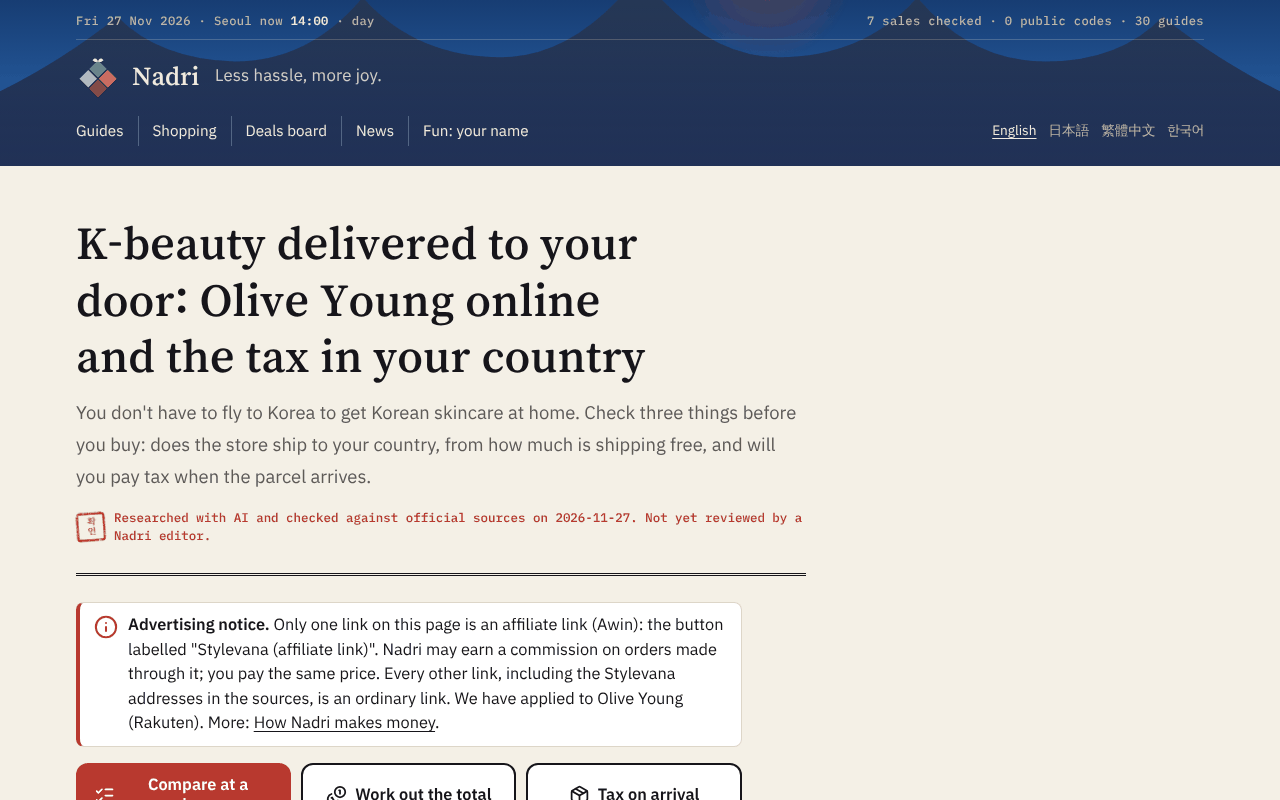 Fri 27 Nov 2026 · Seoul now 14:00 · day
7 sales checked · 0 public codes · 30 guides
Nadri
Less hassle, more joy.
Guides
Shopping
Deals board
News
Fun: your name
English
日本語
繁體中文
한국어
K-beauty delivered to your
door: Olive Young online
and the tax in your country
You don't have to fly to Korea to get Korean skincare at home. Check three things before
you buy: does the store ship to your country, from how much is shipping free, and will
you pay tax when the parcel arrives.
확인
Researched with AI and checked against official sources on 2026-11-27. Not yet reviewed by a
Nadri editor.
Advertising notice. Only one link on this page is an affiliate link (Awin): the button
labelled "Stylevana (affiliate link)". Nadri may earn a commission on orders made
through it; you pay the same price. Every other link, including the Stylevana
addresses in the sources, is an ordinary link. We have applied to Olive Young
(Rakuten). More: How Nadri makes money.
Compare at a
Work out the total
Tax on arrival